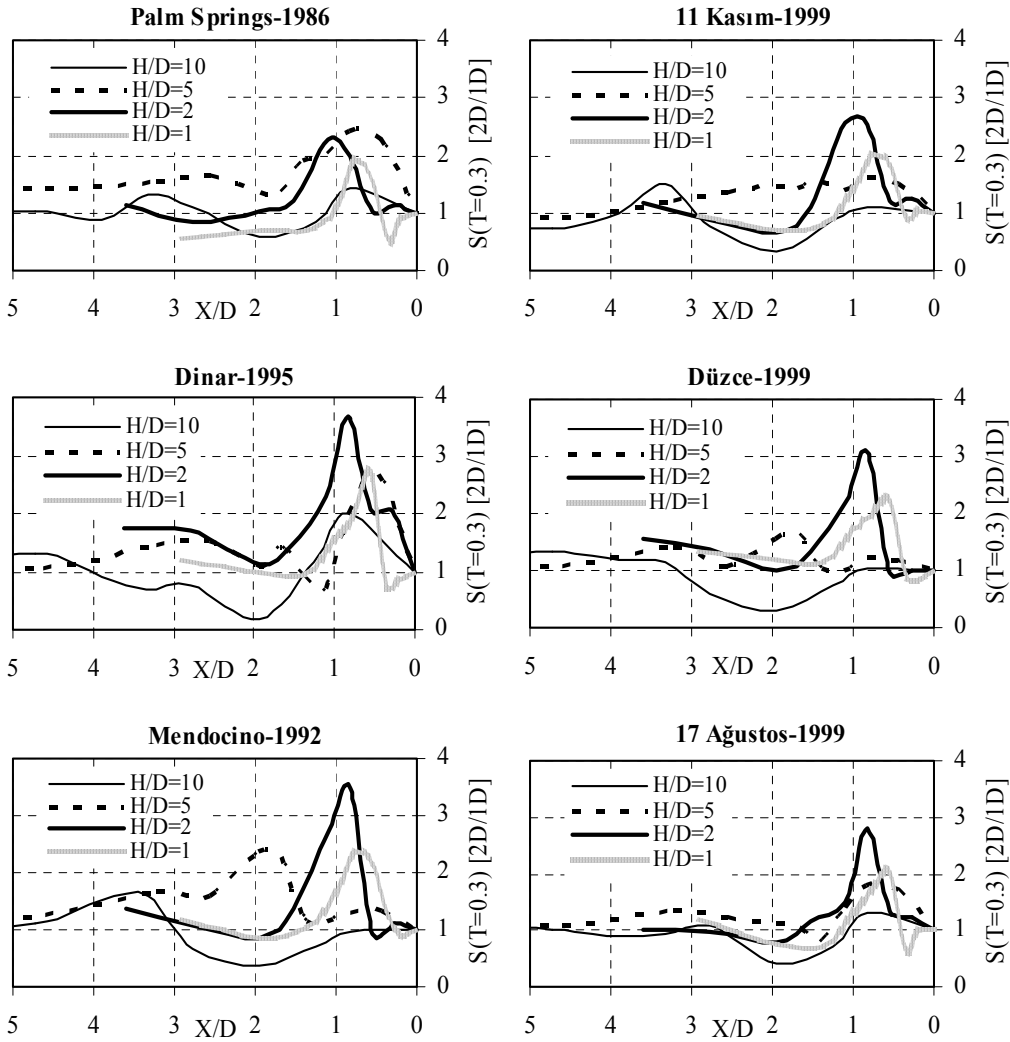 Palm Springs-1986
H/D=10
H/D=5
H/D=2
H/D=1
4
3
2
1
0
S(T=0.3) [2D/1D]
5 4 3 2 1 0
X/D
11 Kasım-1999
H/D=10
H/D=5
H/D=2
H/D=1
4
3
2
1
0
S(T=0.3) [2D/1D]
5 4 3 2 1 0
X/D
Dinar-1995
H/D=10
H/D=5
H/D=2
H/D=1
4
3
2
1
0
S(T=0.3) [2D/1D]
5 4 3 2 1 0
X/D
Düzce-1999
H/D=10
H/D=5
H/D=2
H/D=1
4
3
2
1
0
S(T=0.3) [2D/1D]
5 4 3 2 1 0
X/D
Mendocino-1992
H/D=10
H/D=5
H/D=2
H/D=1
4
3
2
1
0
S(T=0.3) [2D/1D]
5 4 3 2 1 0
X/D
17 Ağustos-1999
H/D=10
H/D=5
H/D=2
H/D=1
4
3
2
1
0
S(T=0.3) [2D/1D]
5 4 3 2 1 0
X/D